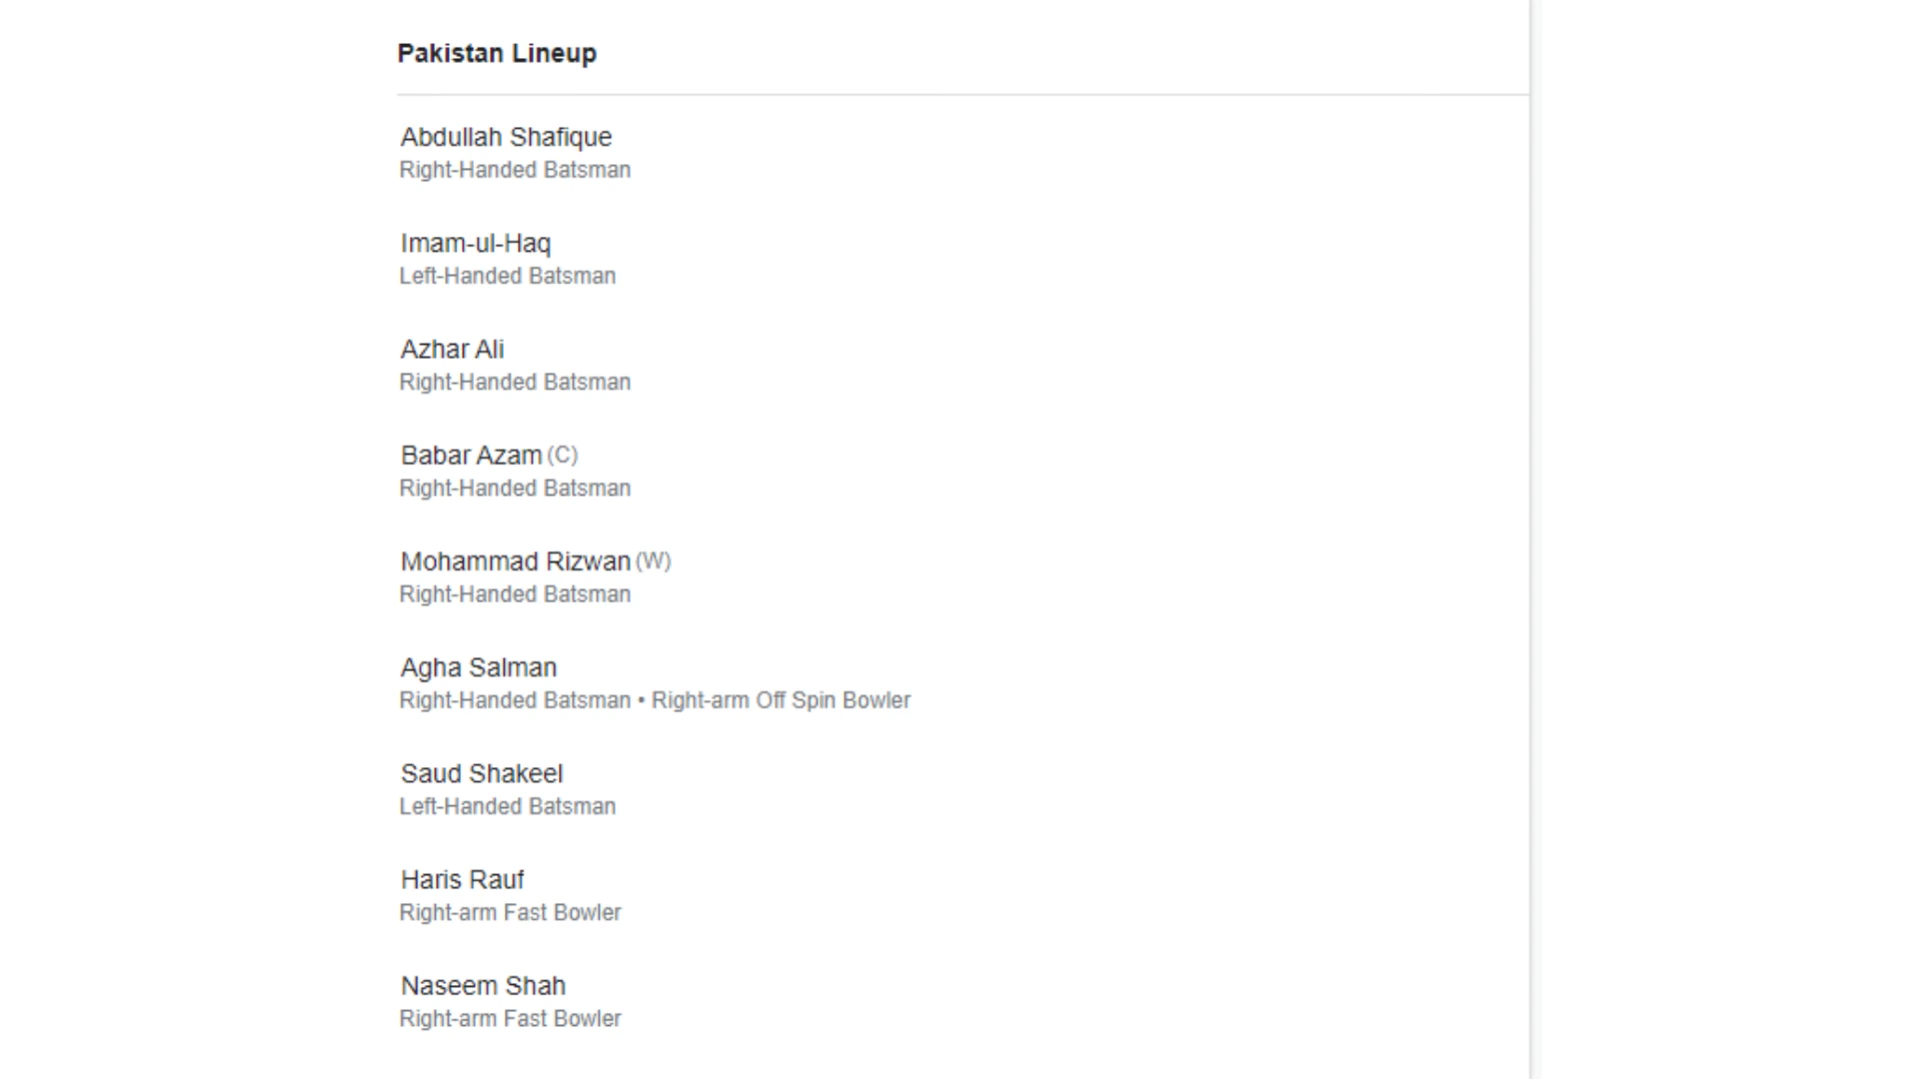 Pakistan Lineup
Abdullah Shafique
Right-Handed Batsman
Imam-ul-Haq
Left-Handed Batsman
Azhar Ali
Right-Handed Batsman
Babar Azam (C)
Right-Handed Batsman
Mohammad Rizwan (W)
Right-Handed Batsman
Agha Salman
Right-Handed Batsman • Right-arm Off Spin Bowler
Saud Shakeel
Left-Handed Batsman
Haris Rauf
Right-arm Fast Bowler
Naseem Shah
Right-arm Fast Bowler